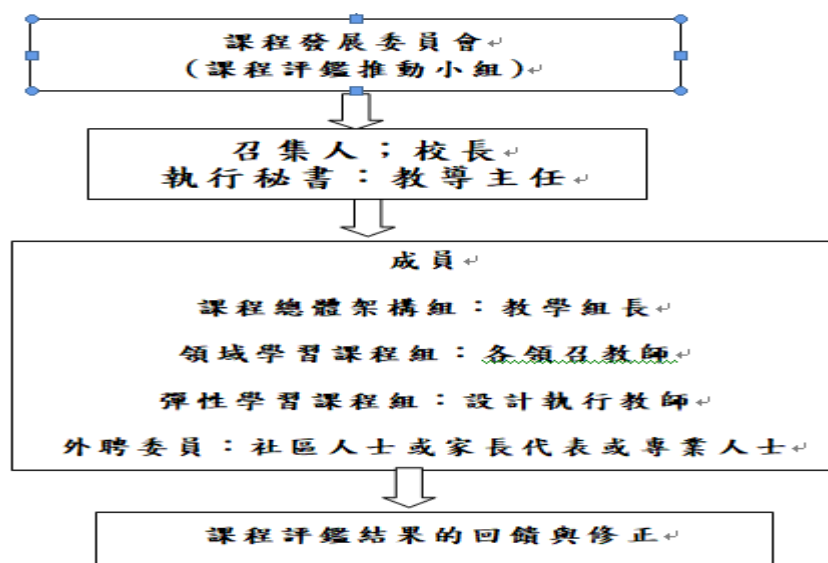 課程發展委員會
(課程評鑑推動小組)
召集人；校長
執行秘書：教導主任
成員
課程總體架構組：教學組長
領域學習課程組：各領召教師
彈性學習課程組：設計執行教師
外聘委員：社區人士或家長代表或專業人士
課程評鑑結果的回饋與修正